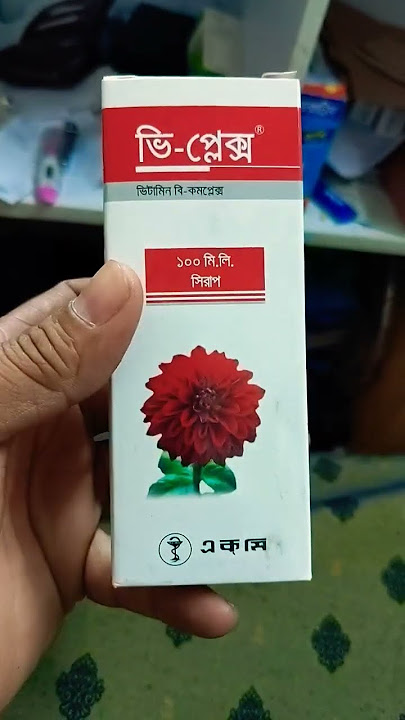 ভি-প্লেক্স®
ভিটামিন বি-কমপ্লেক্স
১০০ মি.লি.
সিরাপ
একমি